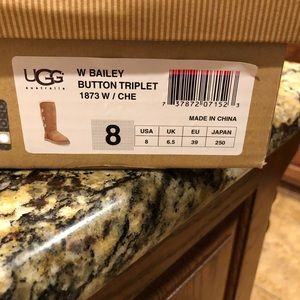 UGG
australia
W BAILEY
BUTTON TRIPLET
1873 W / CHE
7 37872 07152 3
MADE IN CHINA
8
USA UK EU JAPAN
8 6.5 39 250